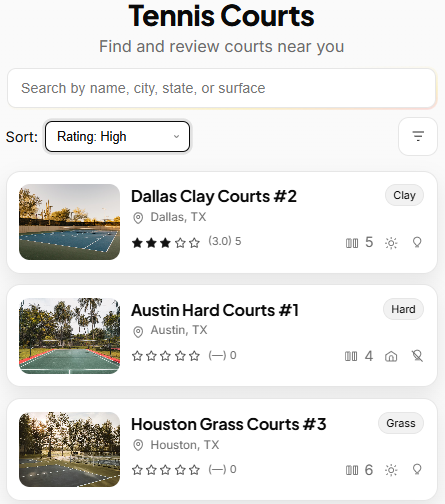 Tennis Courts
Find and review courts near you
Search by name, city, state, or surface
Sort: Rating: High
Dallas Clay Courts #2 Clay
Dallas, TX
(3.0) 5 5
Austin Hard Courts #1 Hard
Austin, TX
(—) 0 4
Houston Grass Courts #3 Grass
Houston, TX
(—) 0 6